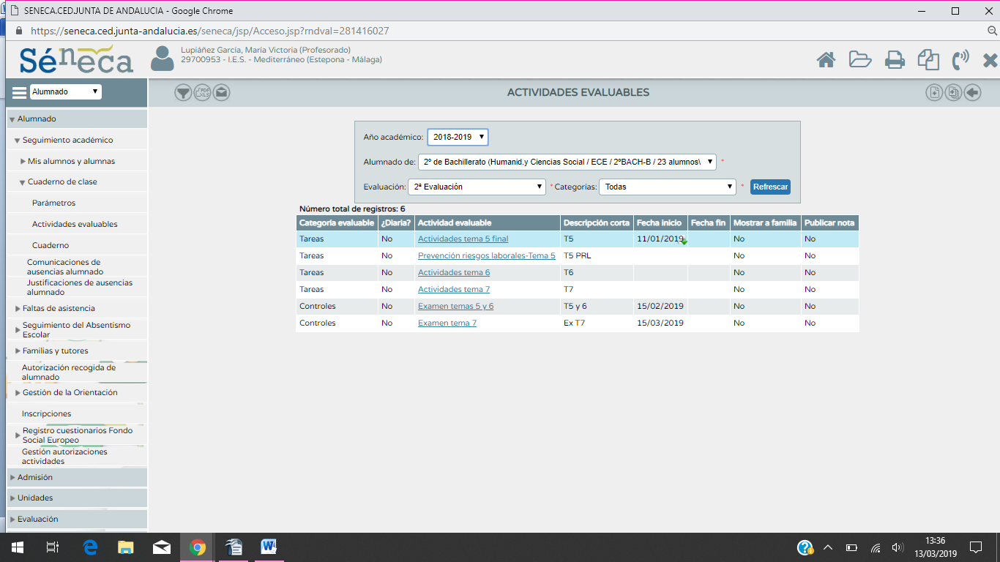 SENECA.CED.JUNTA DE ANDALUCIA - Google Chrome
https://seneca.ced.junta-andalucia.es/seneca/jsp/Acceso.jsp?rndval=281416027
Séneca
Lupiáñez García, María Victoria (Profesorado)
29700953 - I.E.S. - Mediterráneo (Estepona - Málaga)
Alumnado
PDF
XLS
ACTIVIDADES EVALUABLES
Alumnado
Seguimiento académico
Mis alumnos y alumnas
Cuaderno de clase
Parámetros
Actividades evaluables
Cuaderno
Comunicaciones de
ausencias alumnado
Justificaciones de ausencias
alumnado
Faltas de asistencia
Seguimiento del Absentismo
Escolar
Familias y tutores
Autorización recogida de
alumnado
Gestión de la Orientación
Inscripciones
Registro cuestionarios Fondo
Social Europeo
Gestión autorizaciones
actividades
Admisión
Unidades
Evaluación
Año académico: 2018-2019
Alumnado de: 2º de Bachillerato (Humanid.y Ciencias Social / ECE / 2ºBACH-B / 23 alumnos\ *
Evaluación: 2ª Evaluación * Categorías: Todas * Refrescar
Número total de registros: 6
Categoría evaluable ¿Diaria? Actividad evaluable Descripción corta Fecha inicio Fecha fin Mostrar a familia Publicar nota
Tareas No Actividades tema 5 final T5 11/01/2019 No No
Tareas No Prevención riesgos laborales-Tema 5 T5 PRL No No
Tareas No Actividades tema 6 T6 No No
Tareas No Actividades tema 7 T7 No No
Controles No Examen temas 5 y 6 T5 y 6 15/02/2019 No No
Controles No Examen tema 7 Ex T7 15/03/2019 No No
13:36
13/03/2019